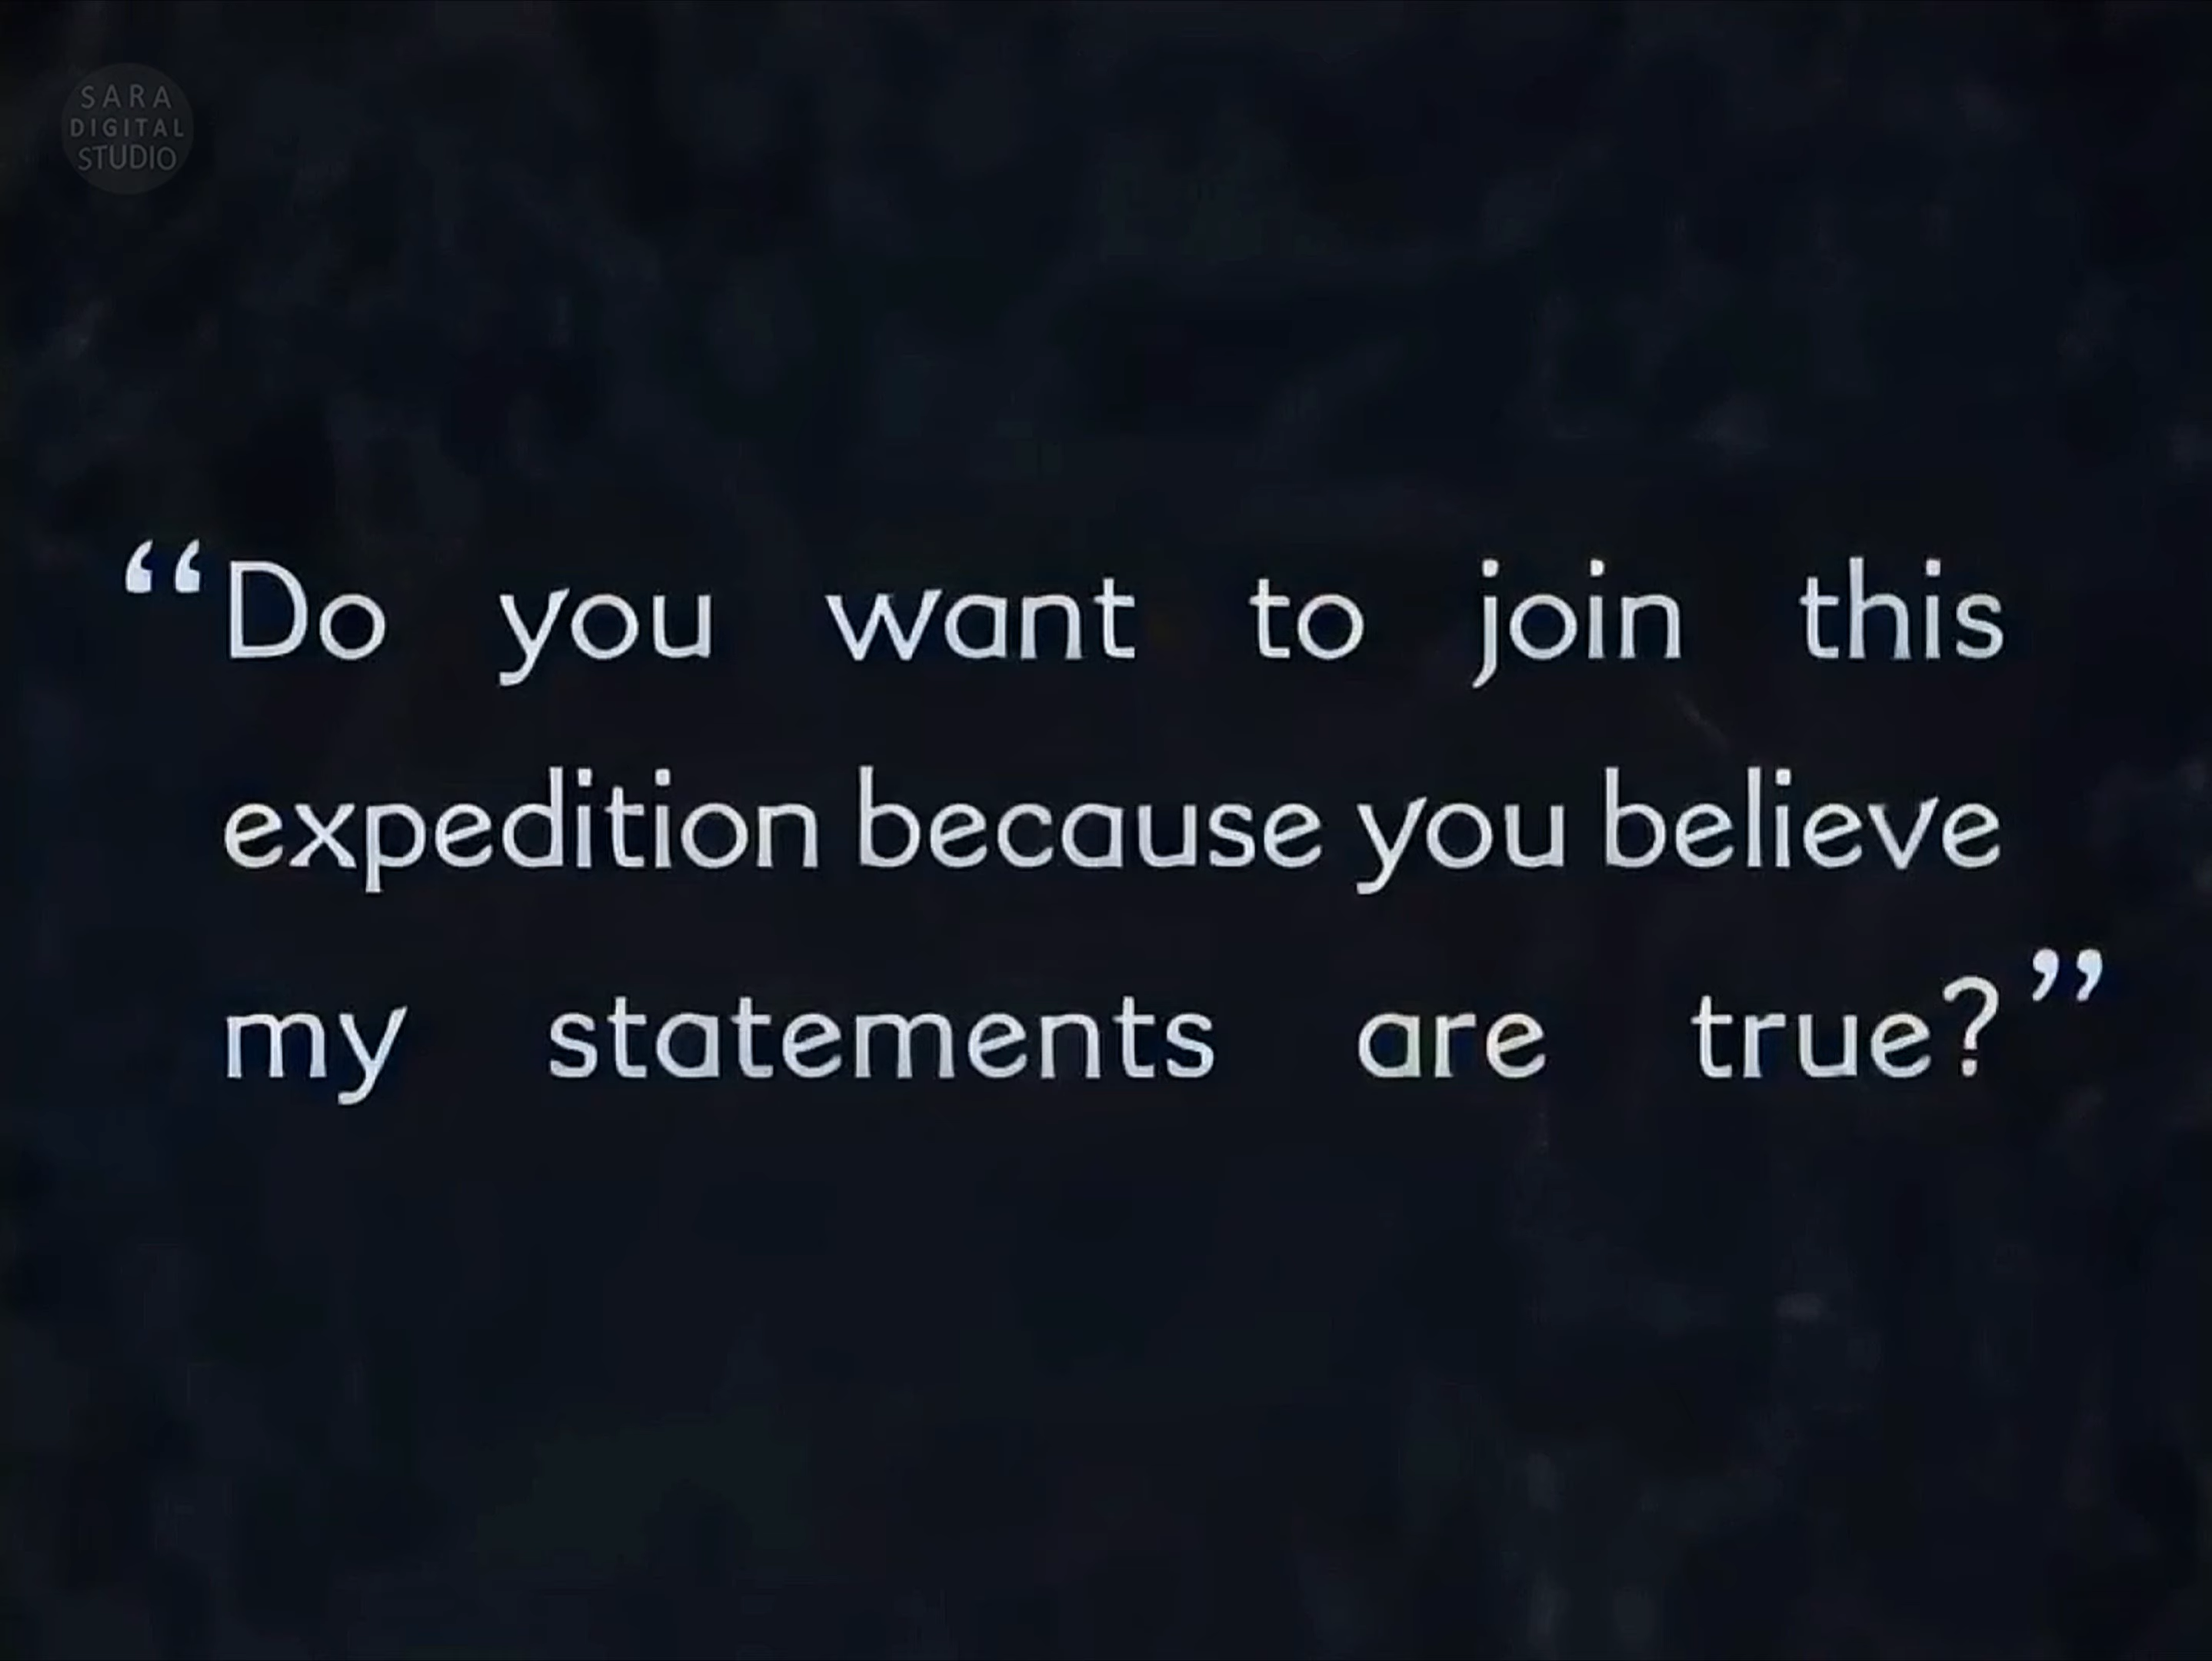 SARA
DIGITAL
STUDIO
“Do you want to join this
expedition because you believe
my statements are true?”